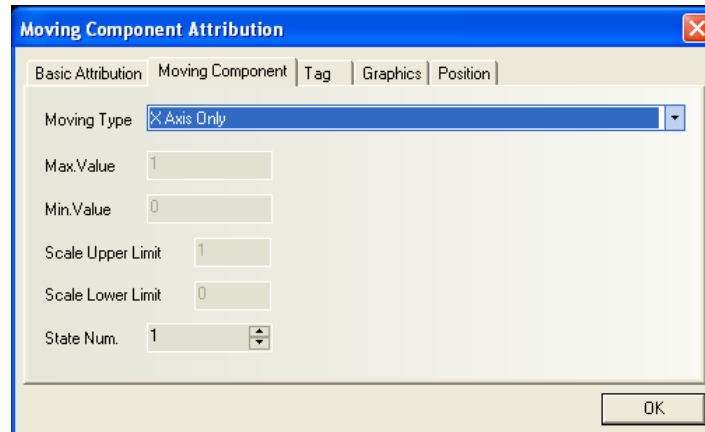 Moving Component Attribution
Basic Attribution Moving Component Tag Graphics Position
Moving Type X Axis Only
Max.Value 1
Min.Value 0
Scale Upper Limit 1
Scale Lower Limit 0
State Num. 1
OK